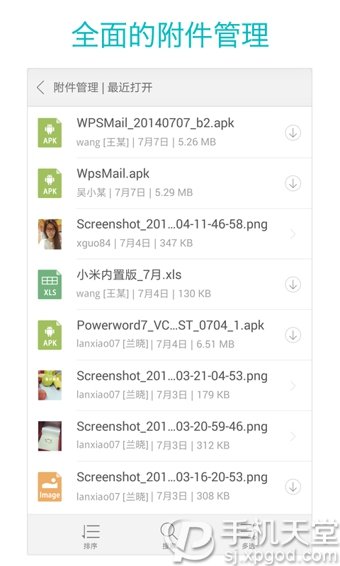 全面的附件管理
附件管理 | 最近打开
WPSMail_20140707_b2.apk
APK
wang [王某] | 7月7日 | 5.26 MB
WpsMail.apk
APK
吴小某 | 7月7日 | 5.29 MB
Screenshot_201...04-11-46-58.png
xguo84 | 7月4日 | 347 KB
小米内置版_7月.xls
XLS
wang [王某] | 7月4日 | 130 KB
Powerword7_VC...ST_0704_1.apk
APK
lanxiao07 [兰晓] | 7月4日 | 6.51 MB
Screenshot_201...03-21-04-53.png
lanxiao07 [兰晓] | 7月3日 | 179 KB
Screenshot_201...03-20-59-46.png
lanxiao07 [兰晓] | 7月3日 | 312 KB
Screenshot_201...03-16-20-53.png
Image
lanxiao07 [兰晓] | 7月3日 | 308 KB
排序
多选
手机天堂
sj.xpgod.com